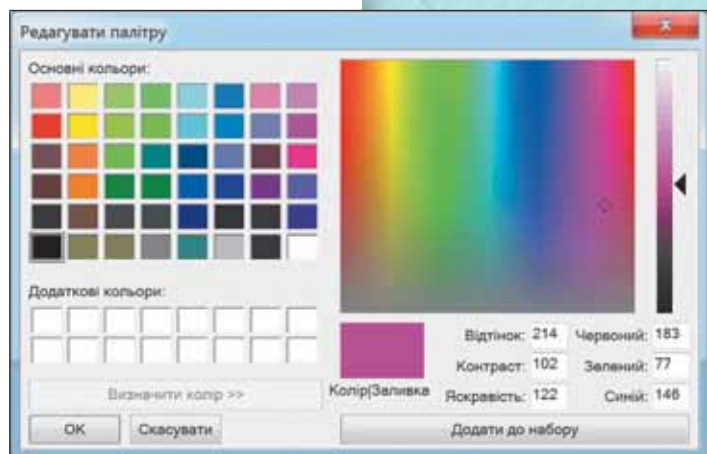 Редагувати палітру
Основні кольори:
Додаткові кольори:
Визначити колір >>
ОК
Скасувати
Колір|Заливка
Відтінок: 214
Контраст: 102
Яскравість: 122
Червоний: 183
Зелений: 77
Синій: 146
Додати до набору